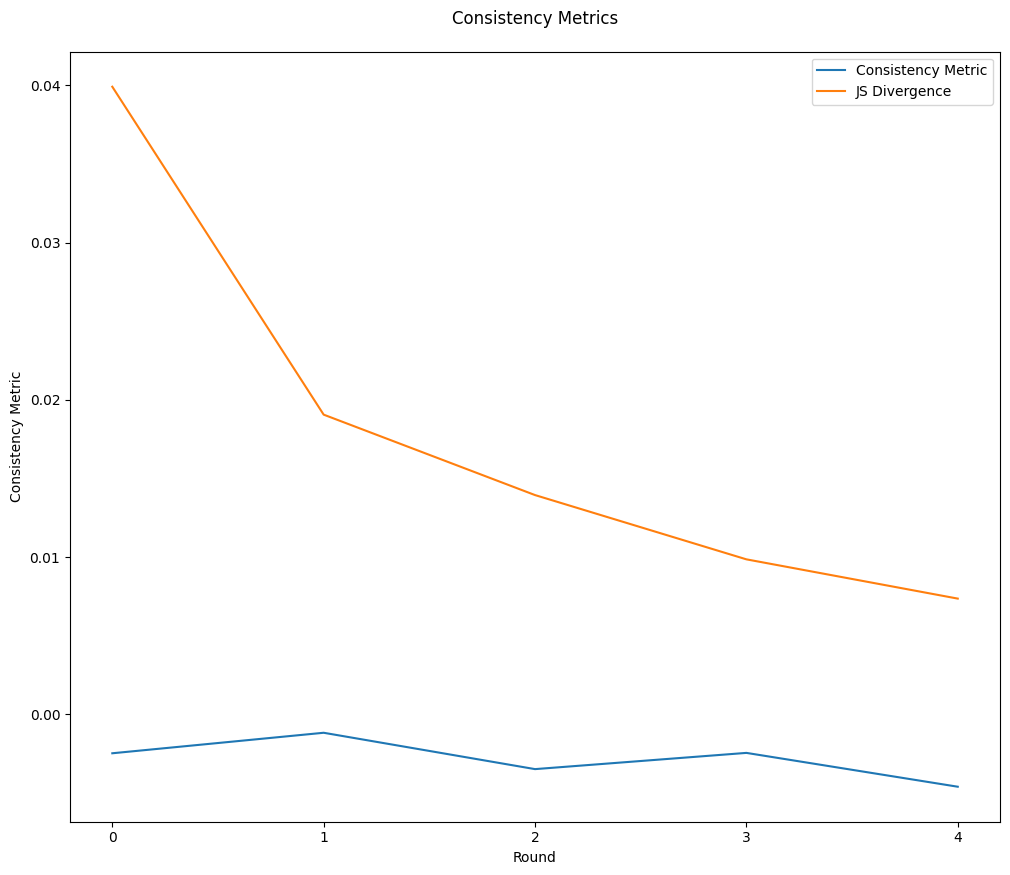 Consistency Metrics
Consistency Metric
JS Divergence
0.04
0.03
0.02
0.01
0.00
Consistency Metric
0
1
2
3
4
Round